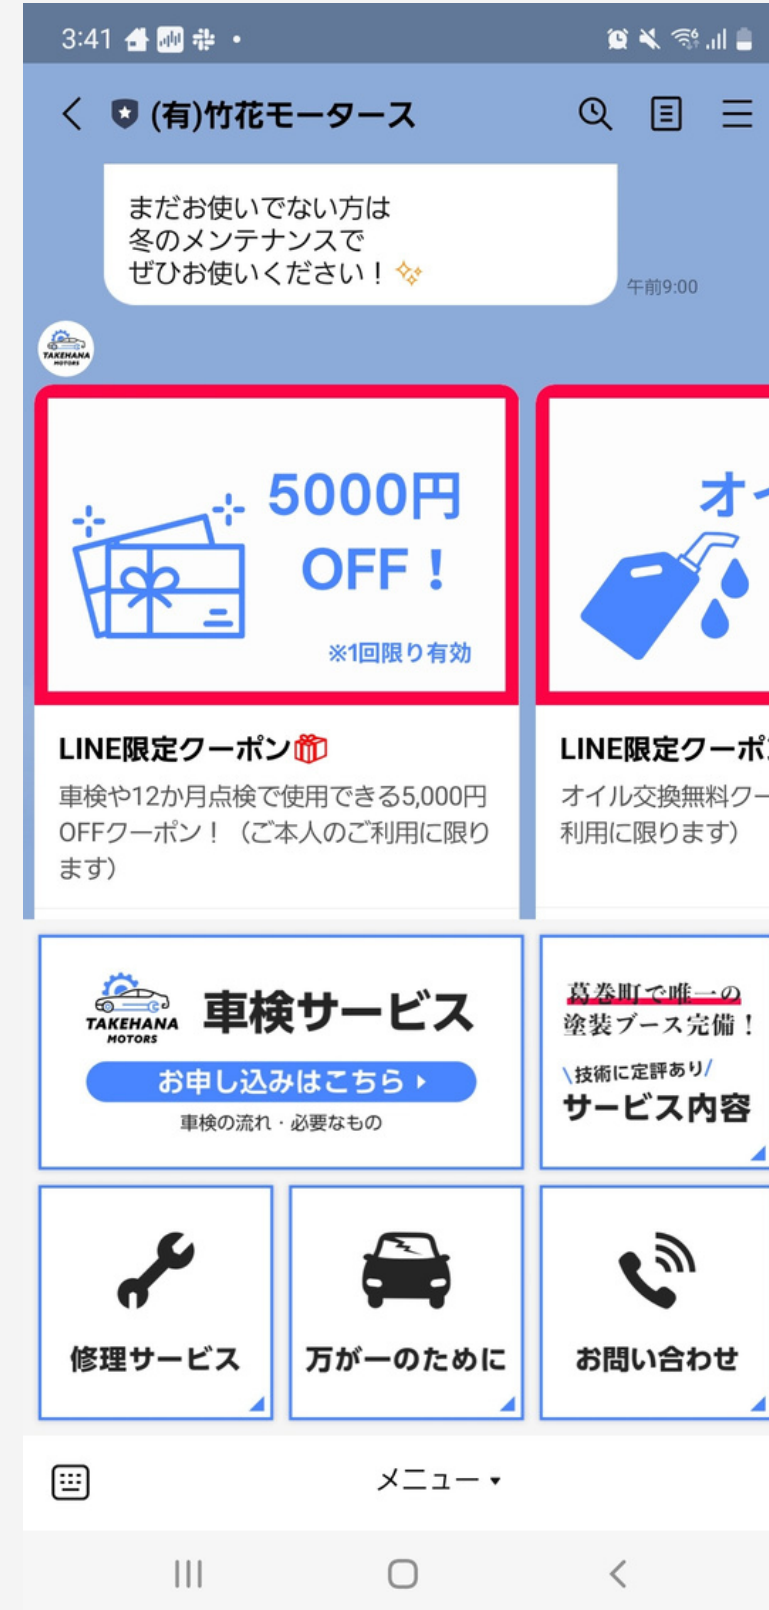 3:41
(有)竹花モータース
まだお使いでない方は
冬のメンテナンスで
ぜひお使いください！
午前9:00
TAKEHANA
MOTORS
5000円
OFF！
※1回限り有効
オイ
LINE限定クーポン
車検や12か月点検で使用できる5,000円
OFFクーポン！（ご本人のご利用に限り
ます）
LINE限定クーポ
オイル交換無料クー
利用に限ります）
TAKEHANA
MOTORS
車検サービス
お申し込みはこちら
車検の流れ・必要なもの
葛巻町で唯一の
塗装ブース完備！
\技術に定評あり/
サービス内容
修理サービス
万が一のために
お問い合わせ
メニュー